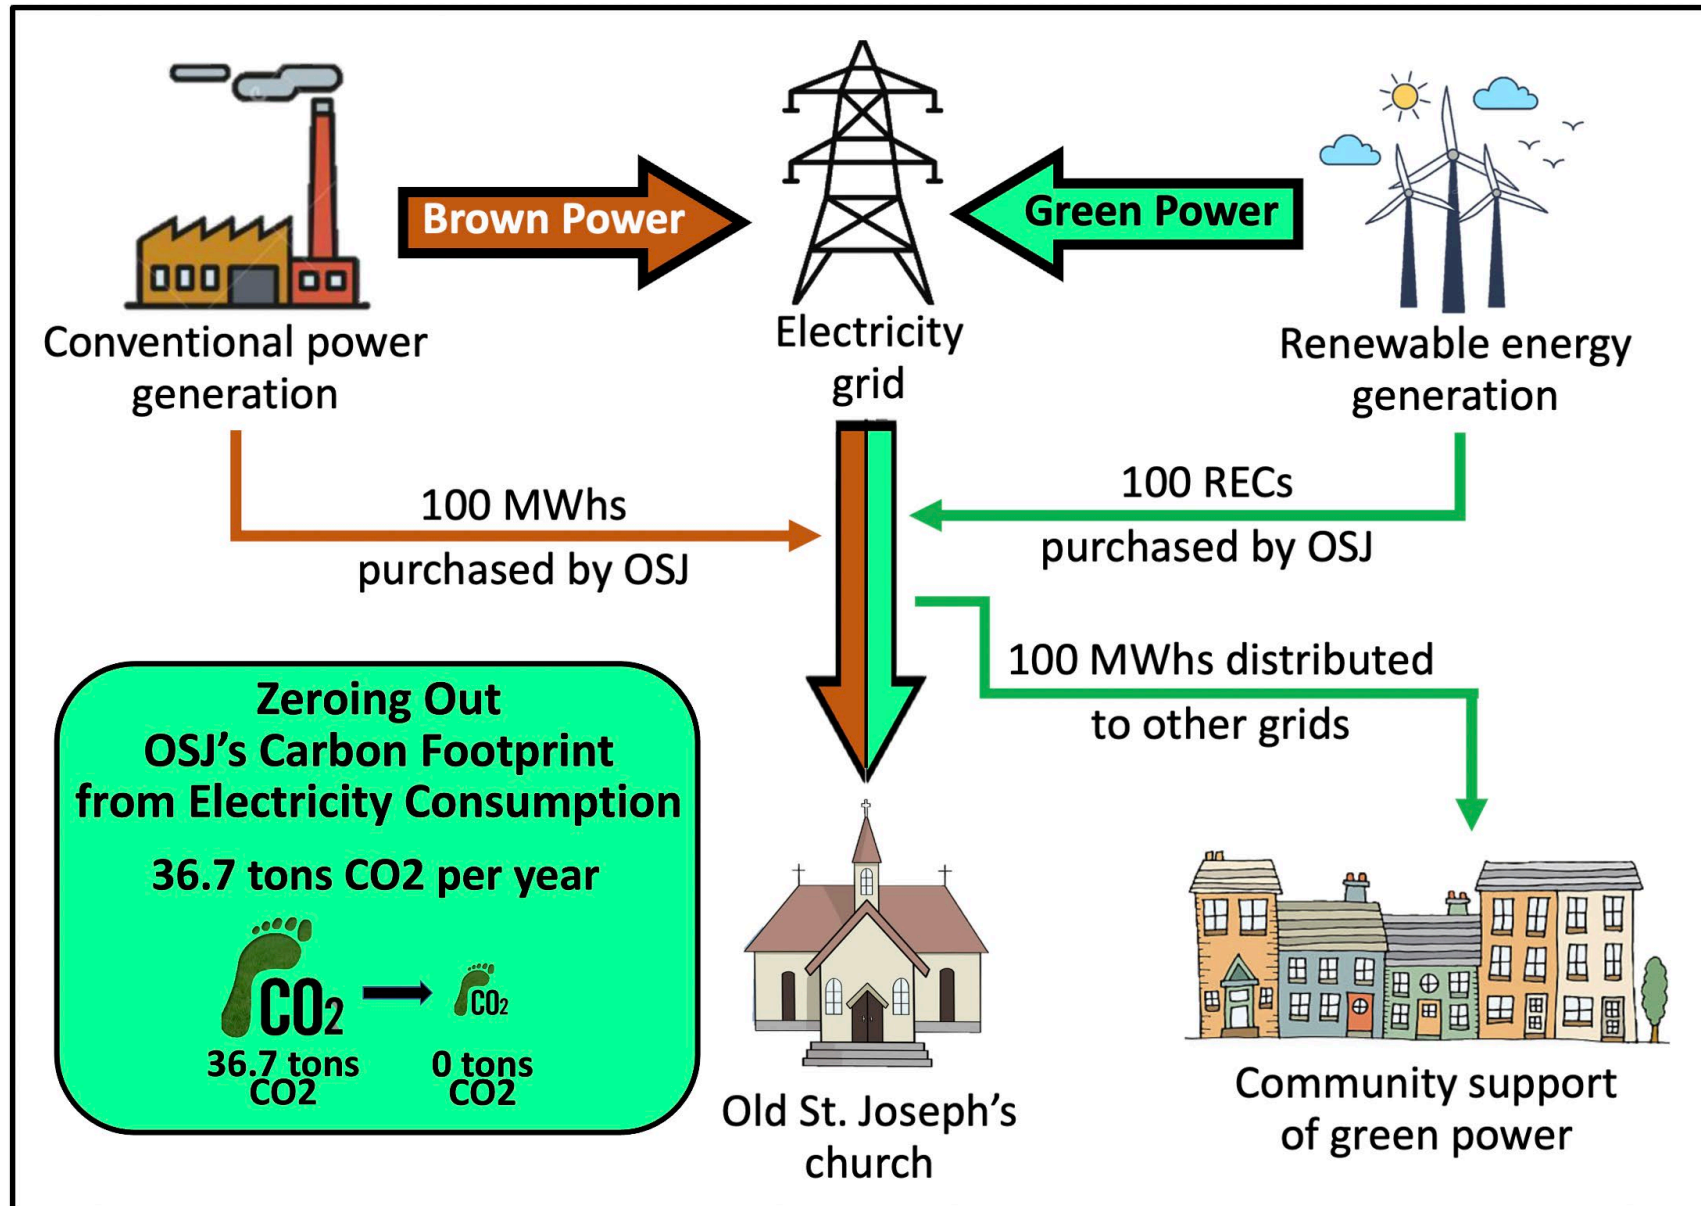 Brown Power
Green Power
Conventional power
generation
Electricity
grid
Renewable energy
generation
100 MWhs
purchased by OSJ
100 RECs
purchased by OSJ
100 MWhs distributed
to other grids
Zeroing Out
OSJ’s Carbon Footprint
from Electricity Consumption
36.7 tons CO2 per year
CO2
CO2
36.7 tons
CO2
0 tons
CO2
Old St. Joseph’s
church
Community support
of green power